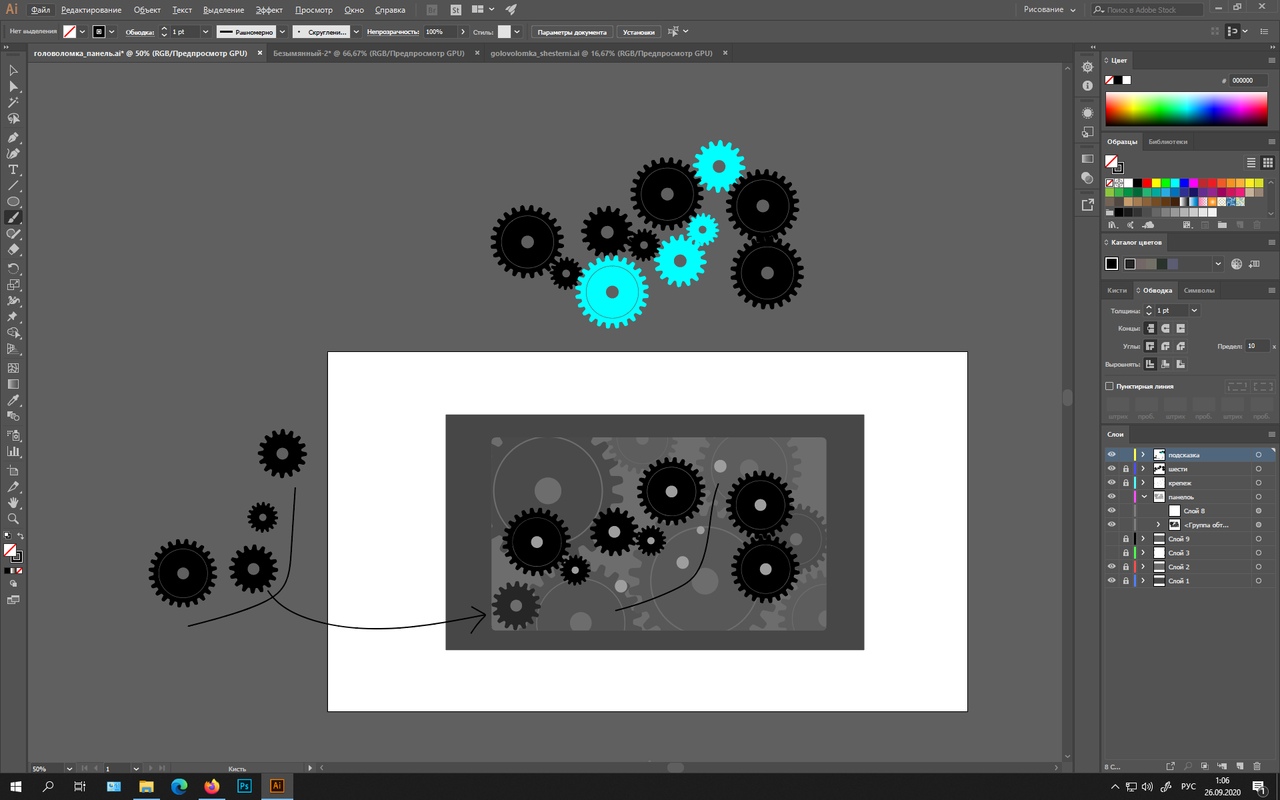 Ai Файл Редактирование Объект Текст Выделение Эффект Просмотр Окно Справка Br St Рисование Поиск в Adobe Stock
Нет выделения Обводка: 1 pt Равномерно Скруглени... Непрозрачность: 100% Стиль: Параметры документа Установки
головоломка_панель.ai* @ 50% (RGB/Предпросмотр GPU) × Безымянный-2* @ 66,67% (RGB/Предпросмотр GPU) × golovolomka_shesterni.ai @ 16,67% (RGB/Предпросмотр GPU) ×
Цвет
# 000000
Образцы Библиотеки
Каталог цветов
Кисти Обводка Символы
Толщина: 1 pt
Концы:
Углы: Предел: 10 x
Выровнять:
Пунктирная линия
штрих проб. штрих проб. штрих проб.
Слои
подсказка
шести
крепеж
панелоь
Слой 8
<Группа обт...
Слой 9
Слой 3
Слой 2
Слой 1
50% 1 Кисть 8 С...
Ps Ai РУС 1:06
26.09.2020